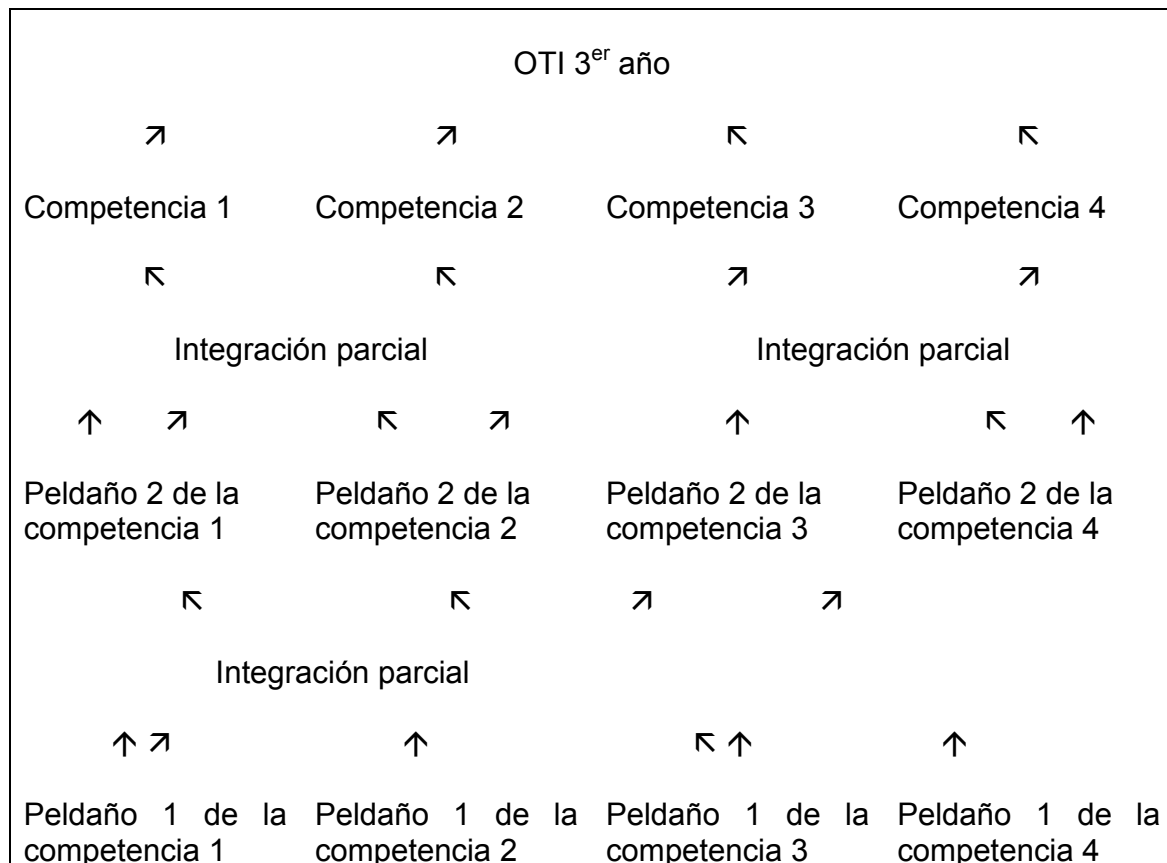 OTI 3er año
↗ ↗ ↖ ↖
Competencia 1 Competencia 2 Competencia 3 Competencia 4
↖ ↖ ↗ ↗
Integración parcial Integración parcial
↑ ↗ ↖ ↗ ↑ ↖ ↑
Peldaño 2 de la Peldaño 2 de la Peldaño 2 de la Peldaño 2 de la
competencia 1 competencia 2 competencia 3 competencia 4
↖ ↖ ↗ ↗
Integración parcial
↑ ↗ ↑ ↖ ↑ ↑
Peldaño 1 de la Peldaño 1 de la Peldaño 1 de la Peldaño 1 de la
competencia 1 competencia 2 competencia 3 competencia 4